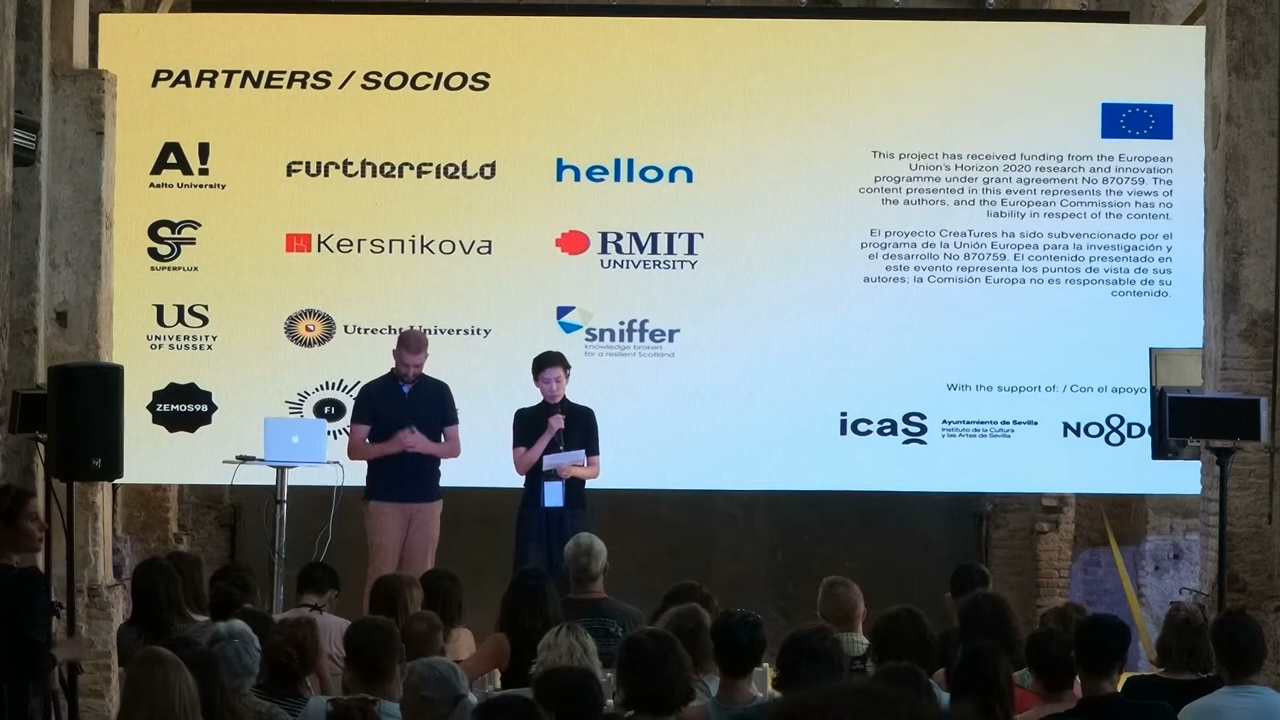 PARTNERS / SOCIOS
A!
Aalto University
FURTHERFIELD
hellon
SF
SUPERFLUX
Kersnikova
RMIT
UNIVERSITY
US
UNIVERSITY
OF SUSSEX
Utrecht University
sniffer
knowledge brokers
for a resilient Scotland
ZEMOS98
FI
This project has received funding from the European
Union's Horizon 2020 research and innovation
programme under grant agreement No 870759. The
content presented in this event represents the views of
the authors, and the European Commission has no
liability in respect of the content.
El proyecto CreaTures ha sido subvencionado por el
programa de la Unión Europea para la investigación y
el desarrollo No 870759. El contenido presentado en
este evento representa los puntos de vista de sus
autores; la Comisión Europa no es responsable de su
contenido.
With the support of: / Con el apoyo
icas
Ayuntamiento de Sevilla
Instituto de la Cultura
y las Artes de Sevilla
NO8D